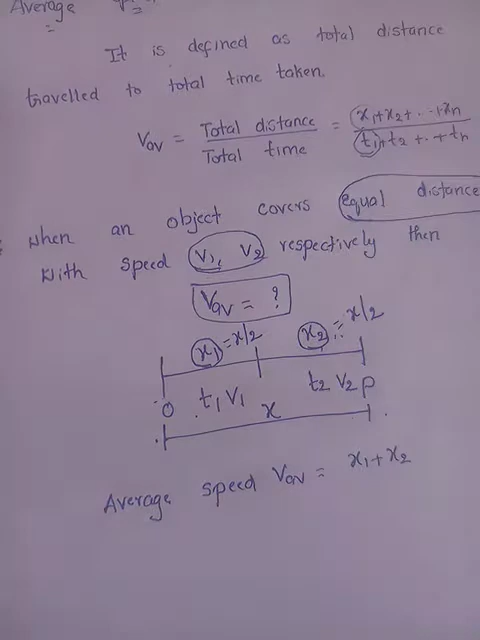 Average
It is defined as total distance
travelled to total time taken.
Vav = Total distance / Total time = x1+x2+...+xn / t1+t2+..+tn
When an object covers equal distance
With speed V1, V2 respectively then
Vav = ?
x1 = x/2 x2 = x/2
O t1 V1 t2 V2 P
x
Average speed Vav = x1+x2